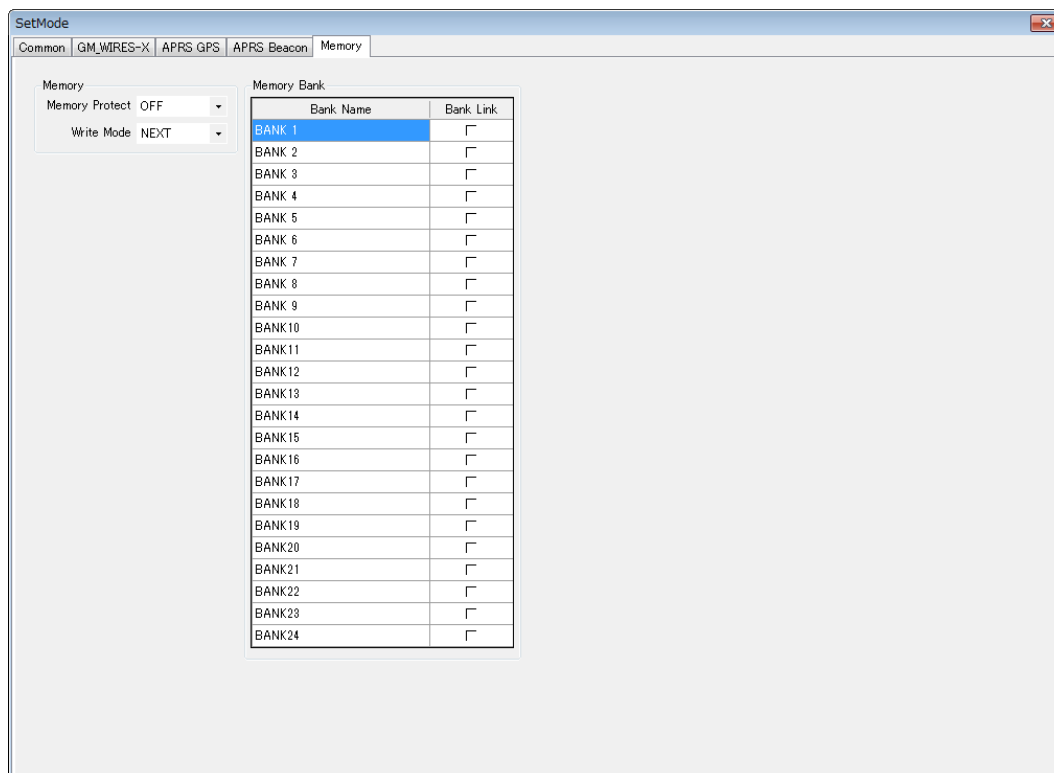 SetMode
Common GM_WIRES-X APRS GPS APRS Beacon Memory
Memory
Memory Protect OFF
Write Mode NEXT
Memory Bank
Bank Name Bank Link
BANK 1
BANK 2
BANK 3
BANK 4
BANK 5
BANK 6
BANK 7
BANK 8
BANK 9
BANK10
BANK11
BANK12
BANK13
BANK14
BANK15
BANK16
BANK17
BANK18
BANK19
BANK20
BANK21
BANK22
BANK23
BANK24